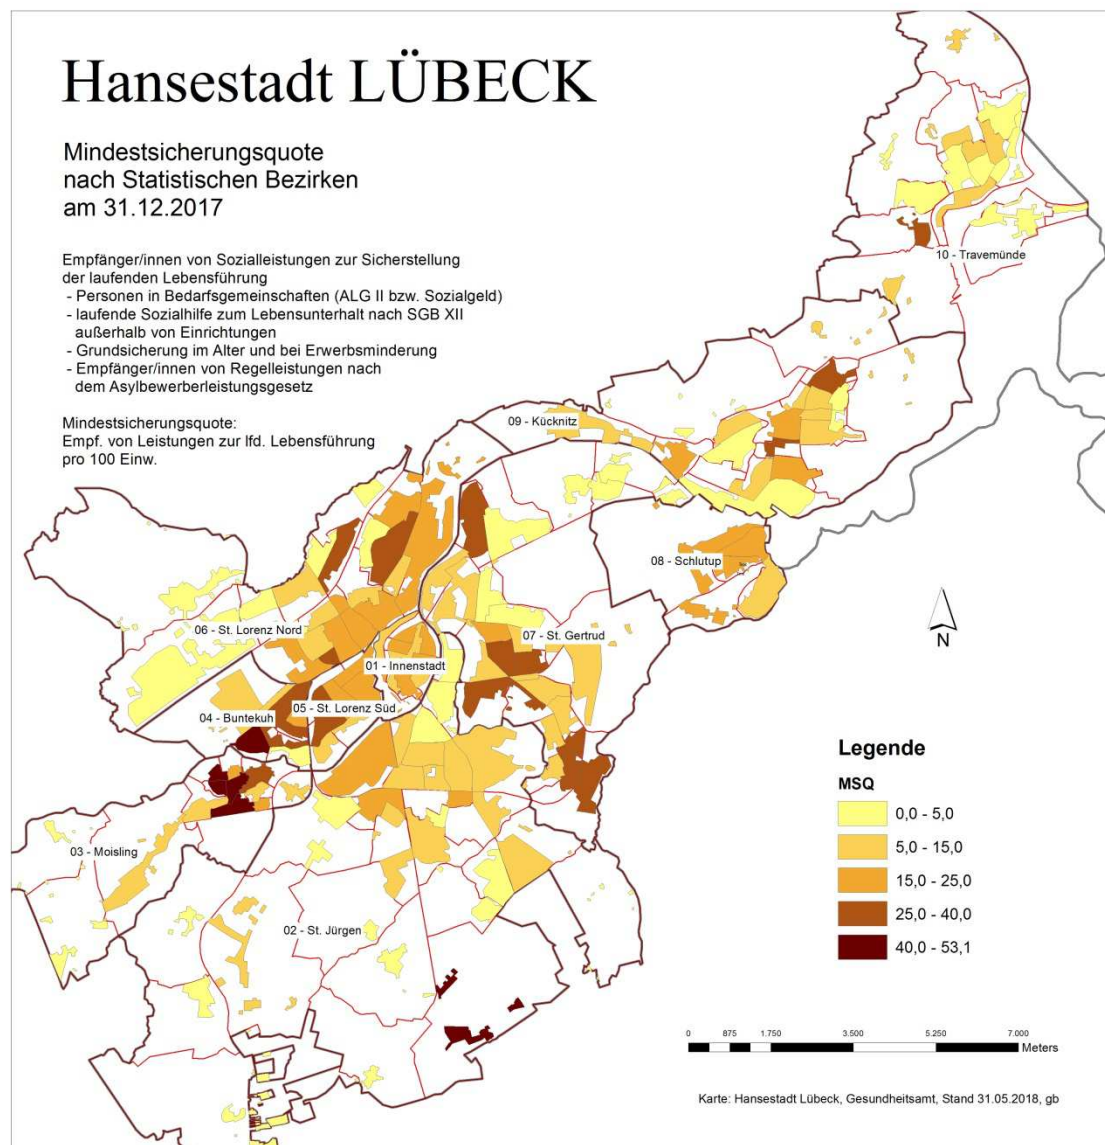 Hansestadt LÜBECK
Mindestsicherungsquote
nach Statistischen Bezirken
am 31.12.2017
Empfänger/innen von Sozialleistungen zur Sicherstellung
der laufenden Lebensführung
- Personen in Bedarfsgemeinschaften (ALG II bzw. Sozialgeld)
- laufende Sozialhilfe zum Lebensunterhalt nach SGB XII
außerhalb von Einrichtungen
- Grundsicherung im Alter und bei Erwerbsminderung
- Empfänger/innen von Regelleistungen nach
dem Asylbewerberleistungsgesetz
Mindestsicherungsquote:
Empf. von Leistungen zur lfd. Lebensführung
pro 100 Einw.
10 - Travemünde
09 - Kücknitz
08 - Schlutup
06 - St. Lorenz Nord
07 - St. Gertrud
01 - Innenstadt
05 - St. Lorenz Süd
04 - Buntekuh
03 - Moisling
02 - St. Jürgen
N
Legende
MSQ
0,0 - 5,0
5,0 - 15,0
15,0 - 25,0
25,0 - 40,0
40,0 - 53,1
0 875 1.750 3.500 5.250 7.000
Meters
Karte: Hansestadt Lübeck, Gesundheitsamt, Stand 31.05.2018, gb